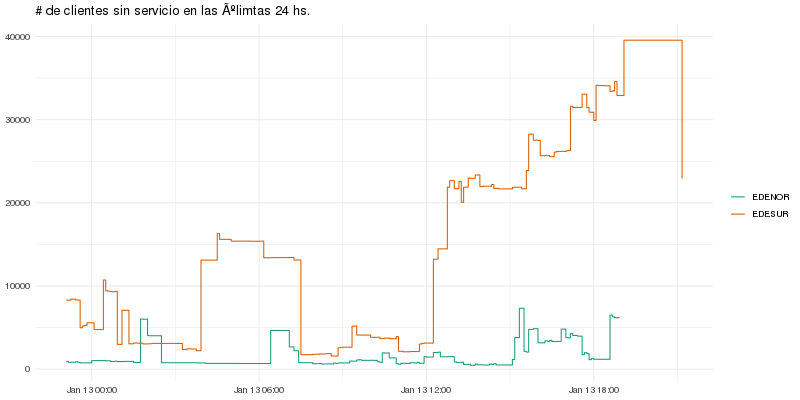 # de clientes sin servicio en las Ãºlimtas 24 hs.
40000
30000
20000
10000
0
Jan 13 00:00
Jan 13 06:00
Jan 13 12:00
Jan 13 18:00
EDENOR
EDESUR